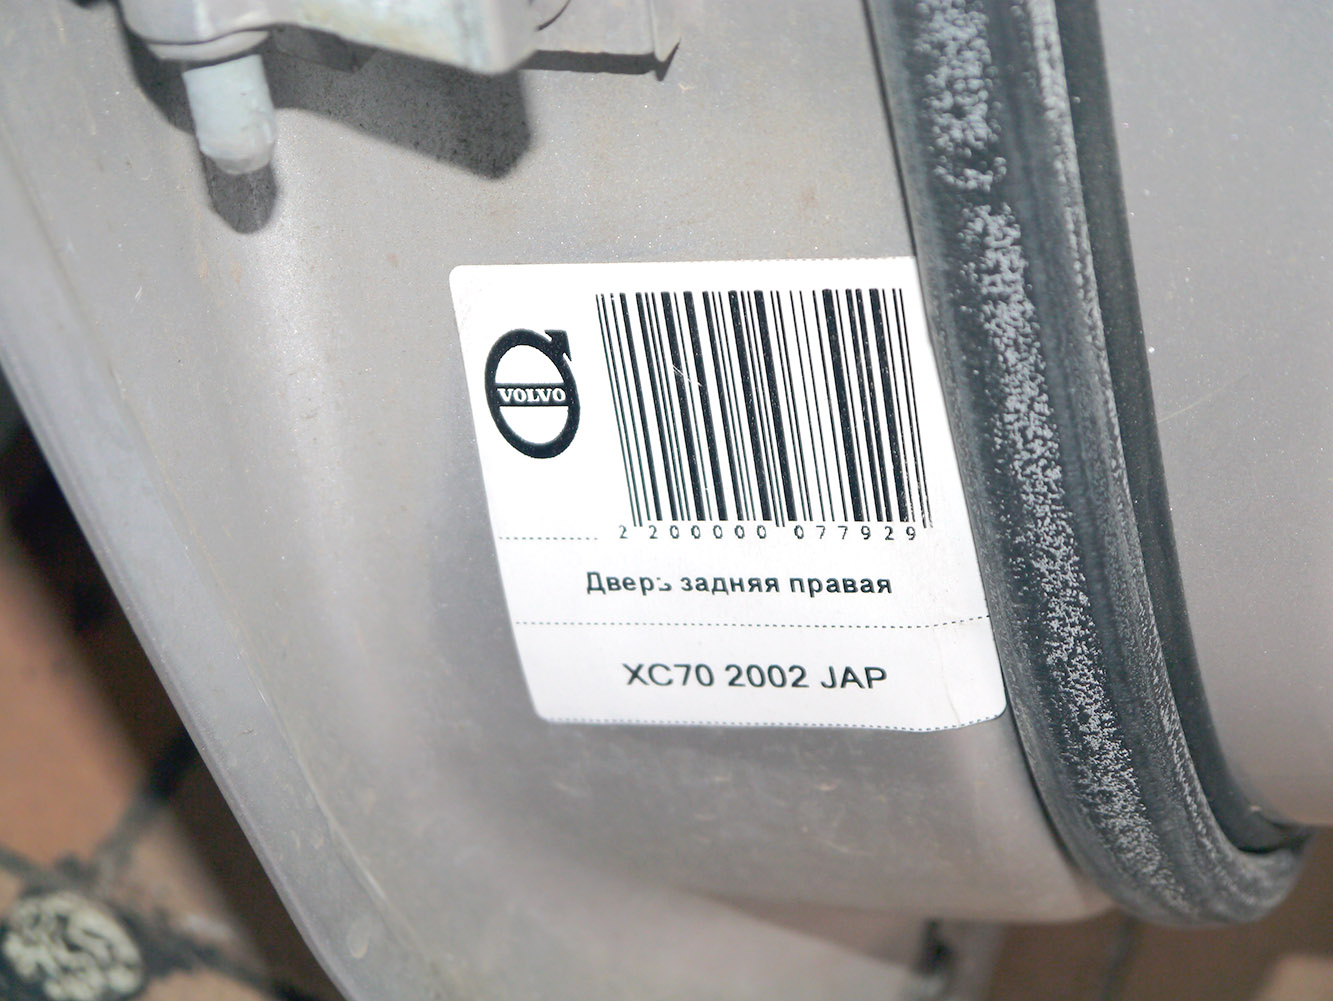 VOLVO
2 200000 077929
Дверь задняя правая
XC70 2002 JAP